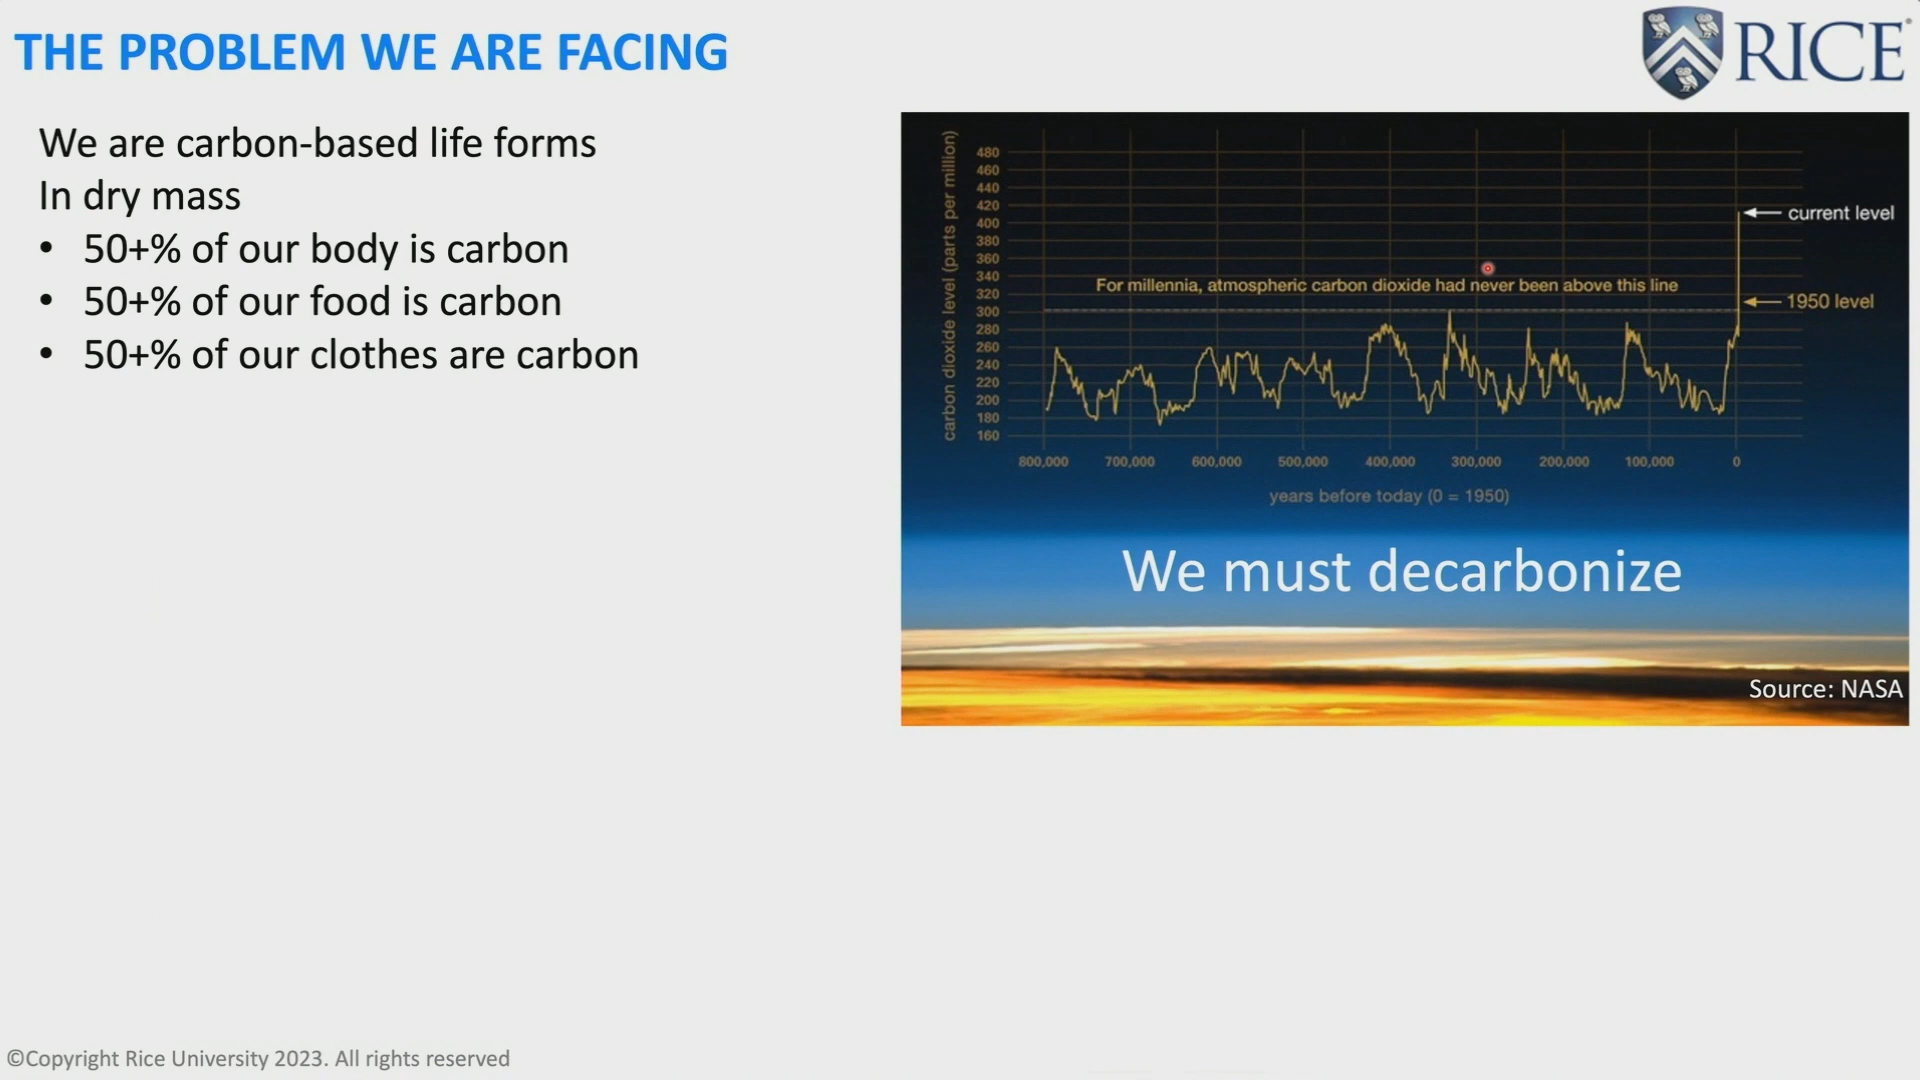 THE PROBLEM WE ARE FACING
RICE
We are carbon-based life forms
In dry mass
• 50+% of our body is carbon
• 50+% of our food is carbon
• 50+% of our clothes are carbon
carbon dioxide level (parts per million)
480
460
440
420
400
380
360
340
320
300
280
260
240
220
200
180
160
current level
For millennia, atmospheric carbon dioxide had never been above this line
1950 level
800,000 700,000 600,000 500,000 400,000 300,000 200,000 100,000 0
years before today (0 = 1950)
We must decarbonize
Source: NASA
©Copyright Rice University 2023. All rights reserved